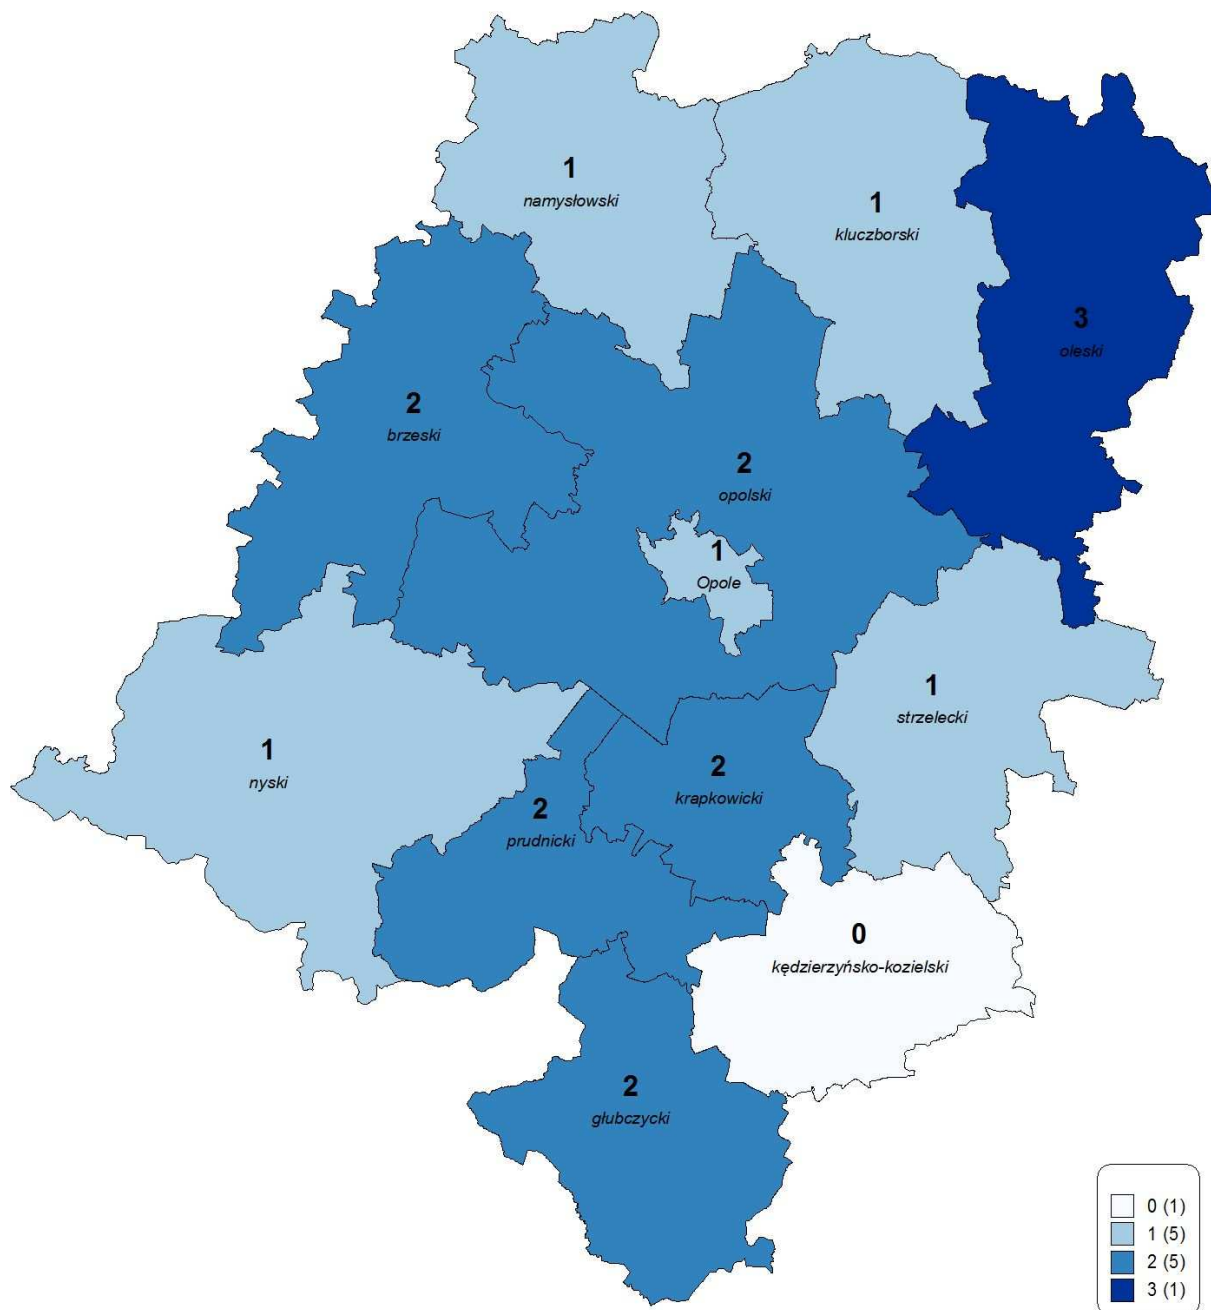 1
namysłowski
1
kluczborski
3
oleski
2
brzeski
2
opolski
1
Opole
1
strzelecki
1
nyski
2
krapkowicki
2
prudnicki
0
kędzierzyńsko-kozielski
2
głubczycki
0 (1)
1 (5)
2 (5)
3 (1)